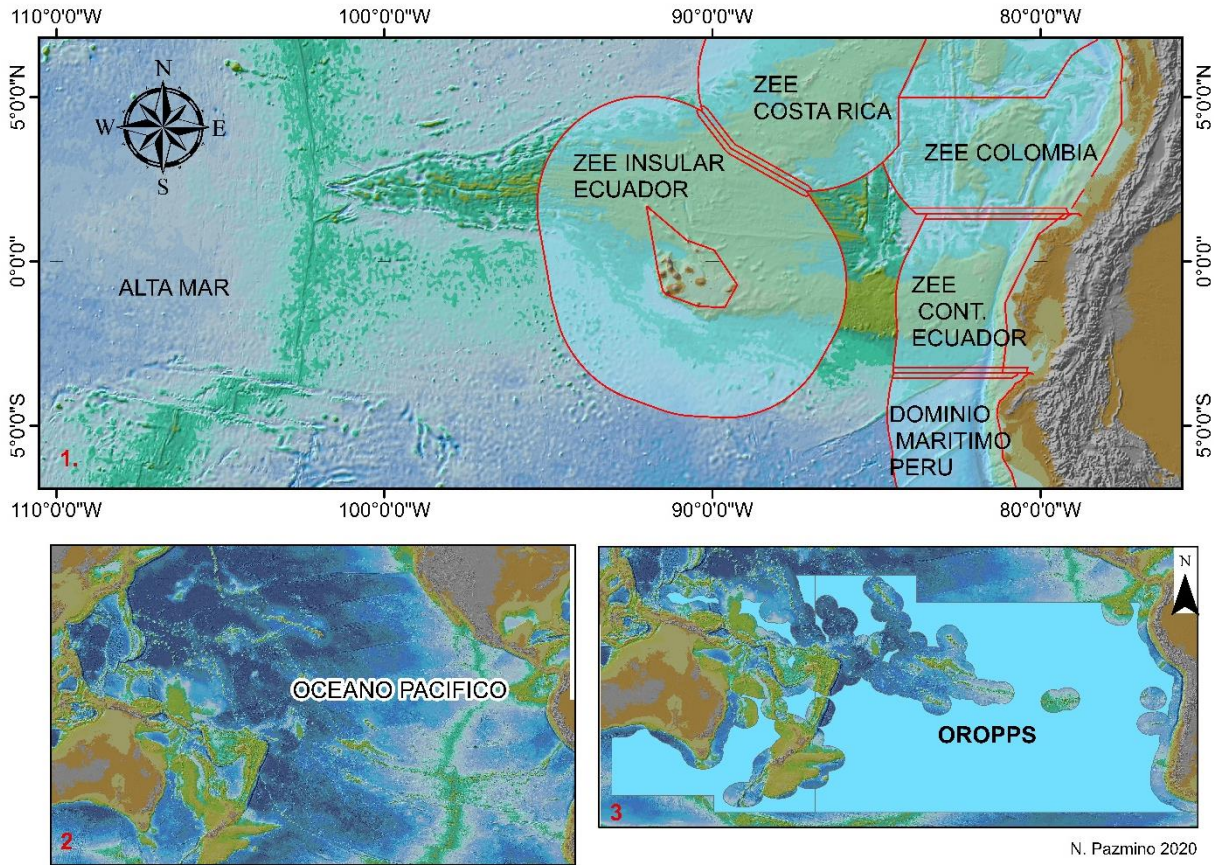 110°0'0"W 100°0'0"W 90°0'0"W 80°0'0"W
5°0'0"N
0°0'0"
5°0'0"S
N
W E
S
ZEE
COSTA RICA
ZEE COLOMBIA
ZEE INSULAR
ECUADOR
ALTA MAR
ZEE
CONT.
ECUADOR
DOMINIO
MARITIMO
PERU
1.
5°0'0"N
0°0'0"
5°0'0"S
110°0'0"W 100°0'0"W 90°0'0"W 80°0'0"W
OCEANO PACIFICO
2
N
OROPPS
3
N. Pazmino 2020